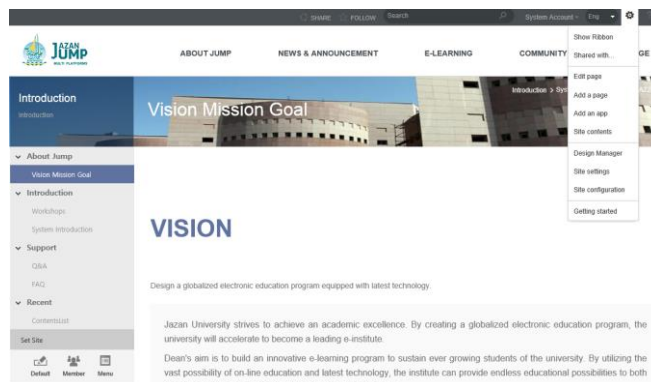 SHARE
FOLLOW
Search
System Account
Eng
JAZAN
JUMP
MULTI PLATFORMS
ABOUT JUMP
NEWS & ANNOUNCEMENT
E-LEARNING
COMMUNITY
GE
Show Ribbon
Shared with...
Edit page
Add a page
Add an app
Site contents
Design Manager
Site settings
Site configuration
Getting started
Introduction
Introduction
Vision Mission Goal
Introduction > Sys
About Jump
Vision Mission Goal
Introduction
Workshops
System Introduction
Support
Q&A
FAQ
Recent
ContentsList
Set Site
Default
Member
Menu
VISION
Design a globalized electronic education program equipped with latest technology
Jazan University strives to achieve an academic excellence. By creating a globalized electronic education program, the
university will accelerate to become a leading e-institute.
Dean's aim is to build an innovative e-learning program to sustain ever growing students of the university. By utilizing the
vast possibility of on-line education and latest technology, the institute can provide endless educational possibilities to both